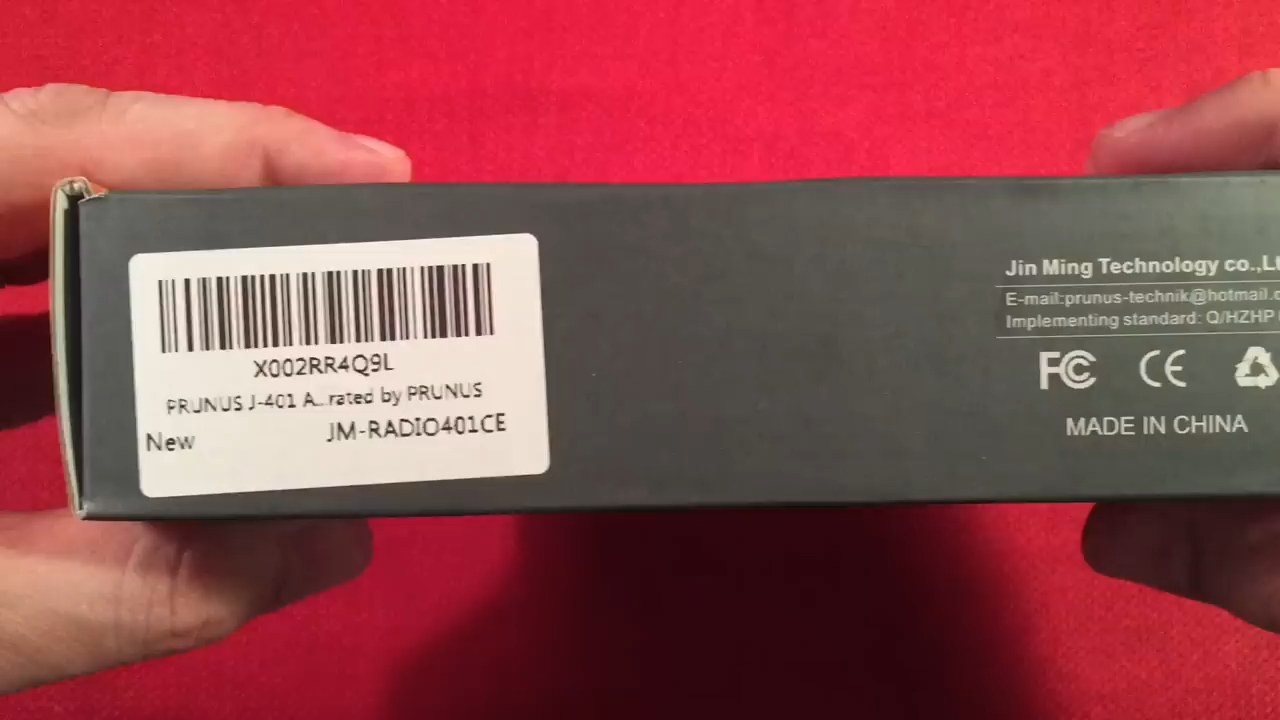 X002RR4Q9L
PRUNUS J-401 A...rated by PRUNUS
New JM-RADIO401CE
Jin Ming Technology co.,Lt
E-mail:prunus-technik@hotmail.c
Implementing standard: Q/HZHP
FC CE
MADE IN CHINA